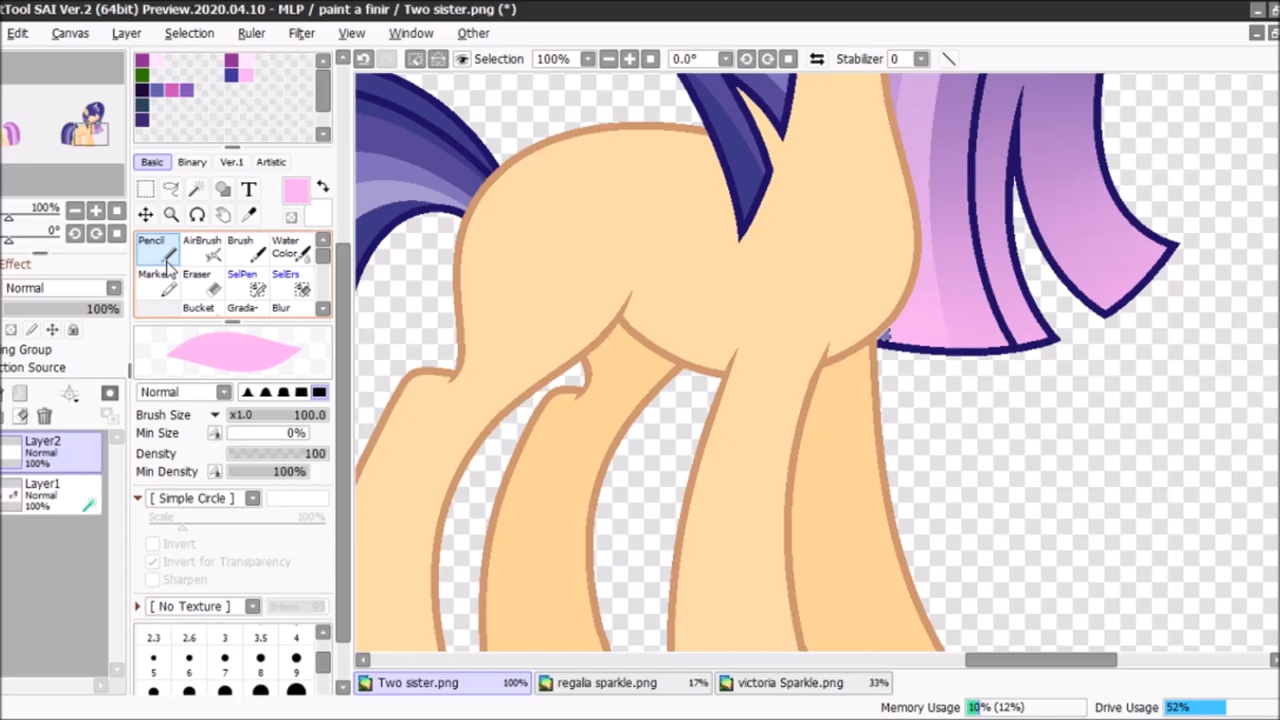 tTool SAI Ver.2 (64bit) Preview.2020.04.10 - MLP / paint a finir / Two sister.png (*)
Edit Canvas Layer Selection Ruler Filter View Window Other
Selection 100% 0.0° Stabilizer 0
Basic Binary Ver.1 Artistic
T
100%
0°
Pencil AirBrush Brush Water Color
Marker Eraser SelPen SelErs
Bucket Grada- Blur
Effect
Normal
100%
ng Group
ction Source
Normal
Brush Size x1.0 100.0
Min Size 0%
Density 100
Min Density 100%
Layer2
Normal
100%
Layer1
Normal
100%
[ Simple Circle ]
Scale 100%
Invert
Invert for Transparency
Sharpen
[ No Texture ] Intens. 95
2.3 2.6 3 3.5 4
5 6 7 8 9
Two sister.png 100% regalia sparkle.png 17% victoria Sparkle.png 33%
Memory Usage 10% (12%) Drive Usage 52%